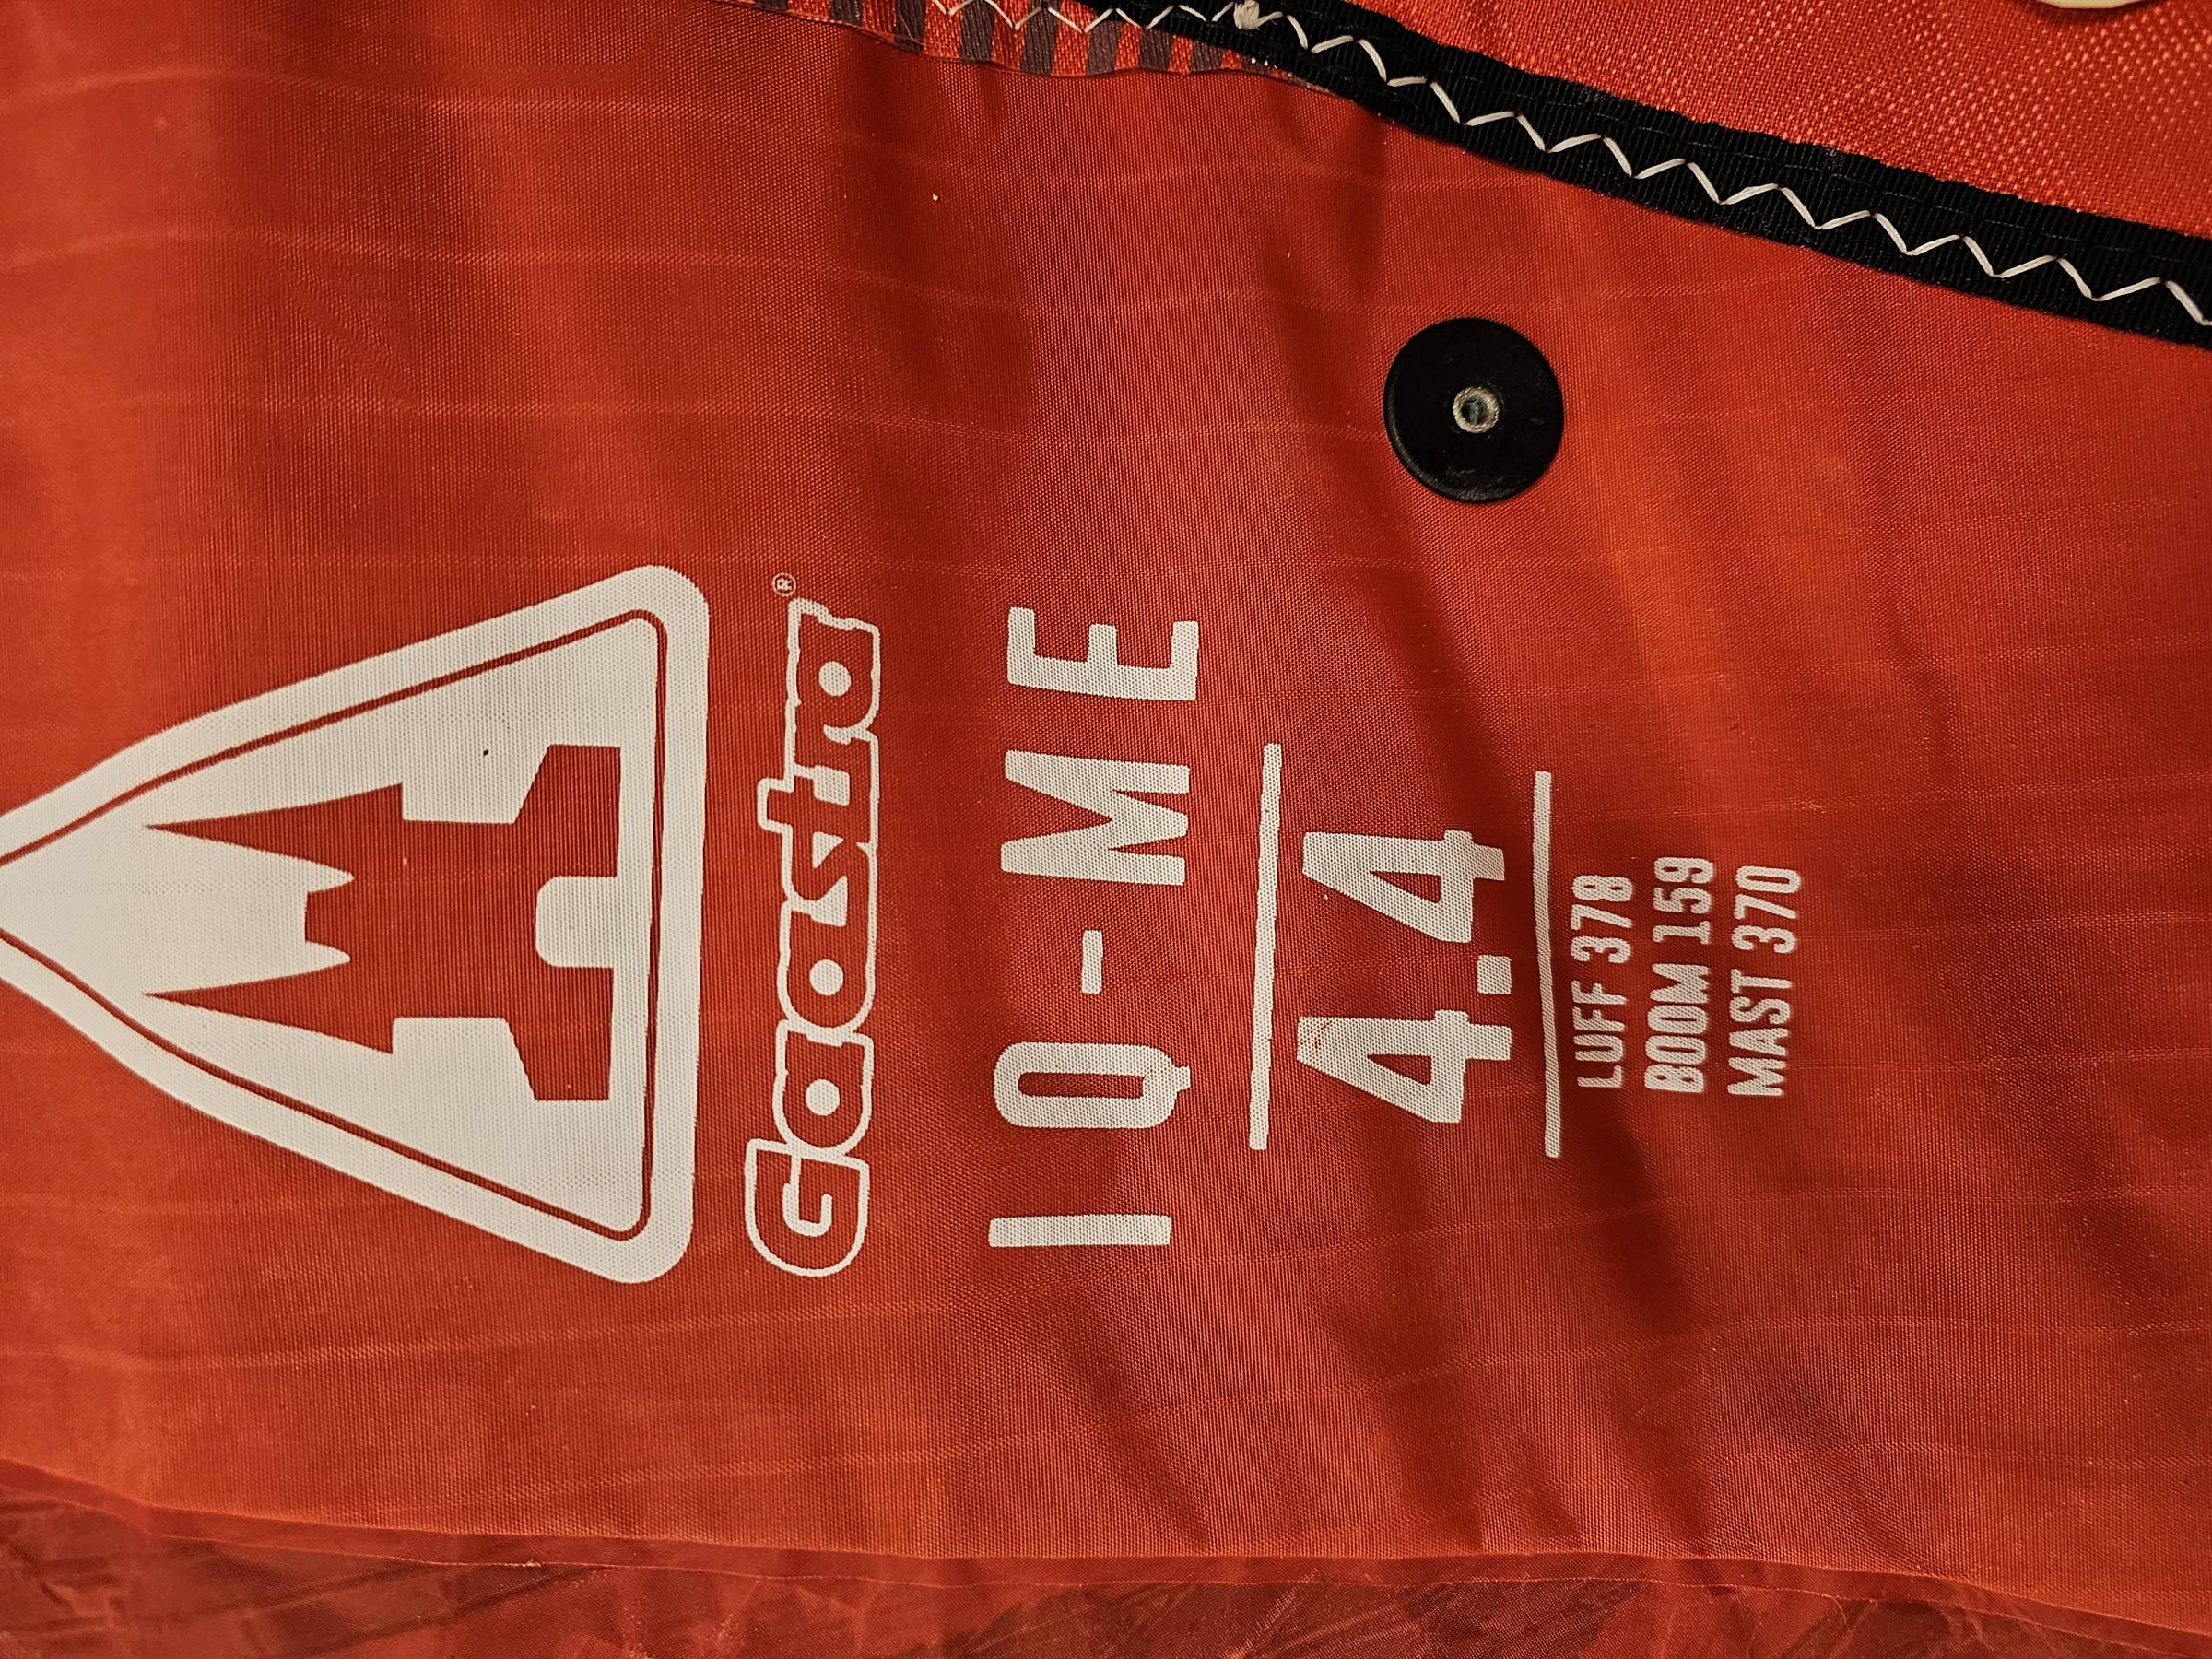 Gaastra®
IQ-ME
4.4
LUFF 378
BOOM 159
MAST 370